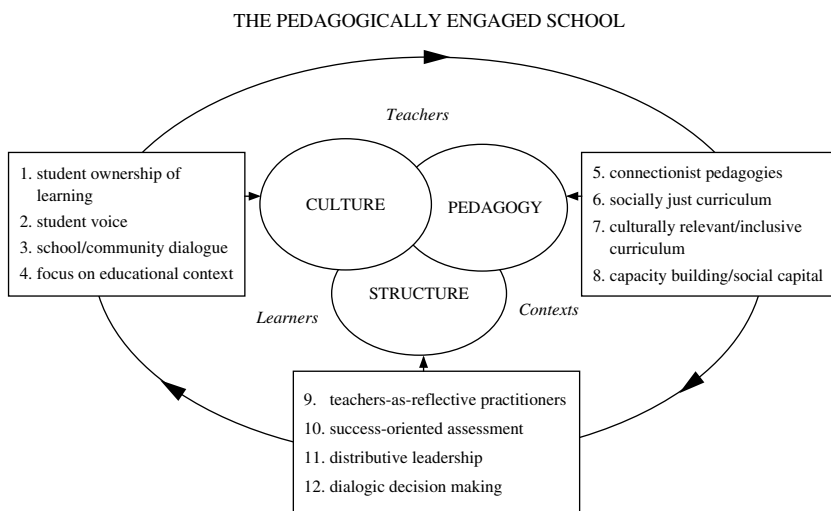 THE PEDAGOGICALLY ENGAGED SCHOOL
Teachers
1. student ownership of
learning
2. student voice
3. school/community dialogue
4. focus on educational context
CULTURE
PEDAGOGY
STRUCTURE
5. connectionist pedagogies
6. socially just curriculum
7. culturally relevant/inclusive
curriculum
8. capacity building/social capital
Learners
Contexts
9. teachers-as-reflective practitioners
10. success-oriented assessment
11. distributive leadership
12. dialogic decision making